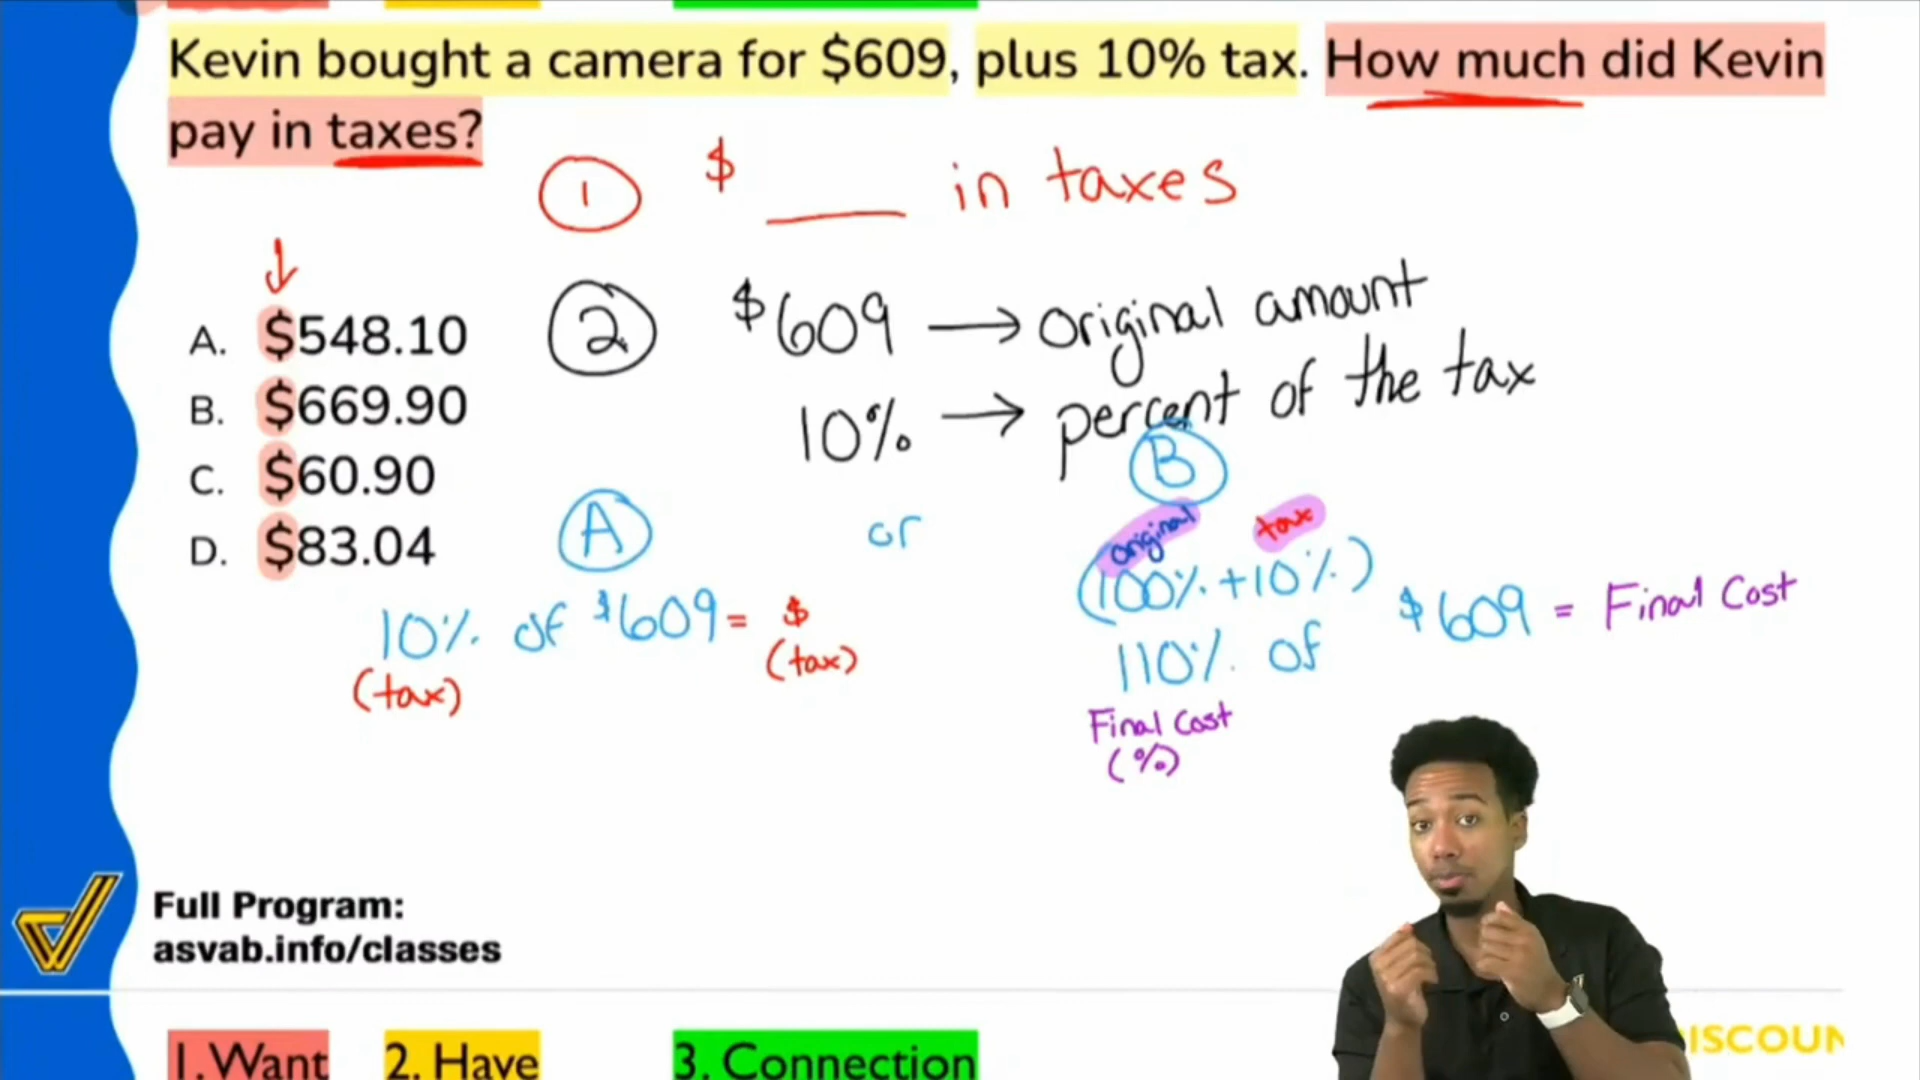 Kevin bought a camera for $609, plus 10% tax. How much did Kevin
pay in taxes?
1 $ ___ in taxes
A. $548.10
B. $669.90
C. $60.90
D. $83.04
2 $609 → original amount
10% → percent of the tax
A
10% of $609 = $
(tax) (tax)
or
B
original tax
(100% + 10%)
110% of $609 = Final Cost
Final Cost
(%)
Full Program:
asvab.info/classes
1. Want 2. Have 3. Connection